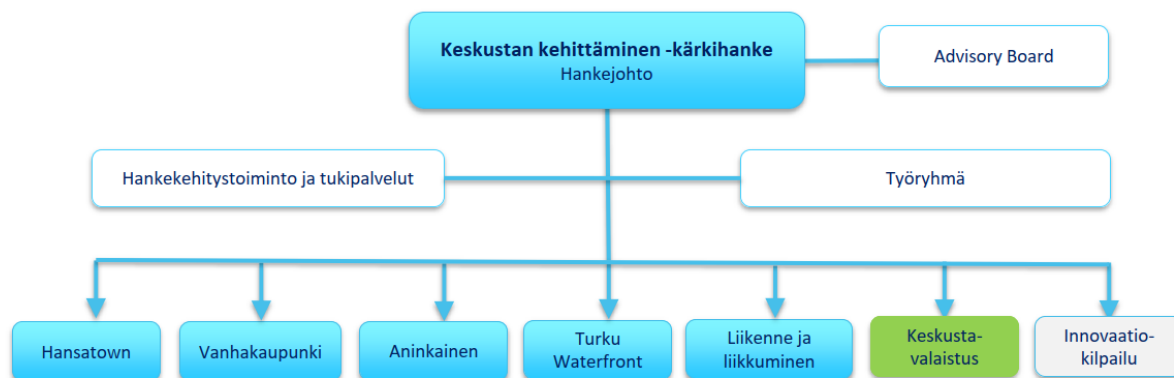 Keskustan kehittäminen -kärkihanke
Hankejohto
Advisory Board
Hankekehitystoiminto ja tukipalvelut
Työryhmä
Hansatown
Vanhakaupunki
Aninkainen
Turku
Waterfront
Liikenne ja
liikkuminen
Keskusta-
valaistus
Innovaatio-
kilpailu